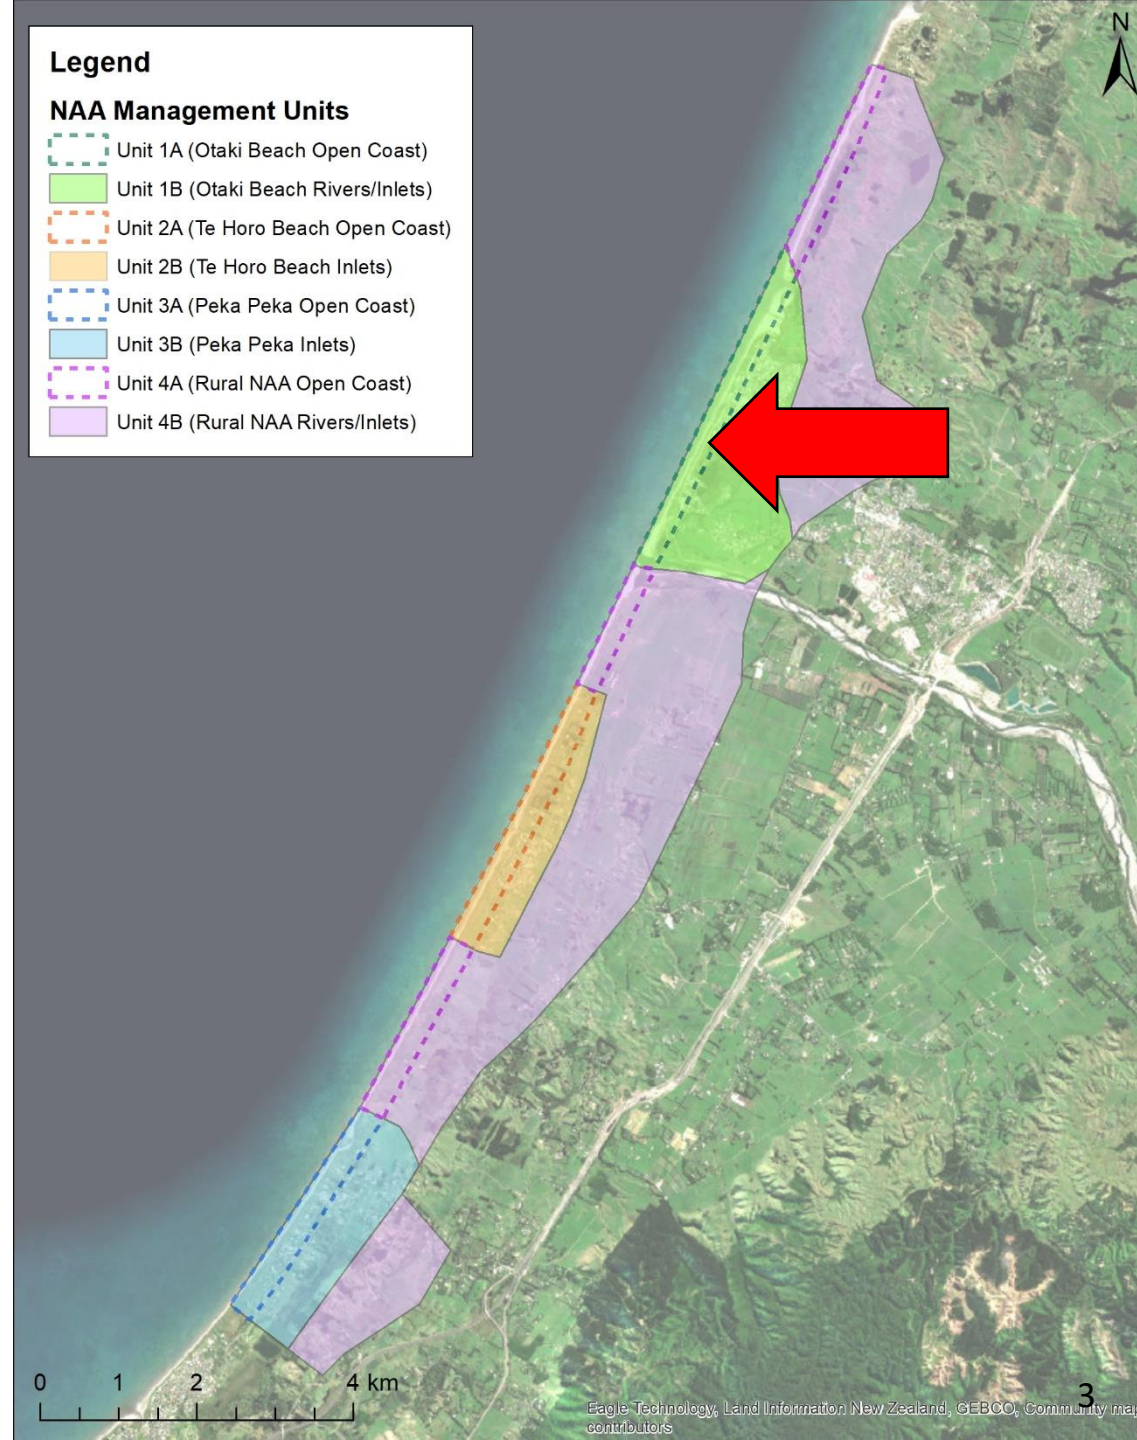 Legend
NAA Management Units
Unit 1A (Otaki Beach Open Coast)
Unit 1B (Otaki Beach Rivers/Inlets)
Unit 2A (Te Horo Beach Open Coast)
Unit 2B (Te Horo Beach Inlets)
Unit 3A (Peka Peka Open Coast)
Unit 3B (Peka Peka Inlets)
Unit 4A (Rural NAA Open Coast)
Unit 4B (Rural NAA Rivers/Inlets)
N
0 1 2 4 km
3
Eagle Technology, Land Information New Zealand, GEBCO, Community map
contributors